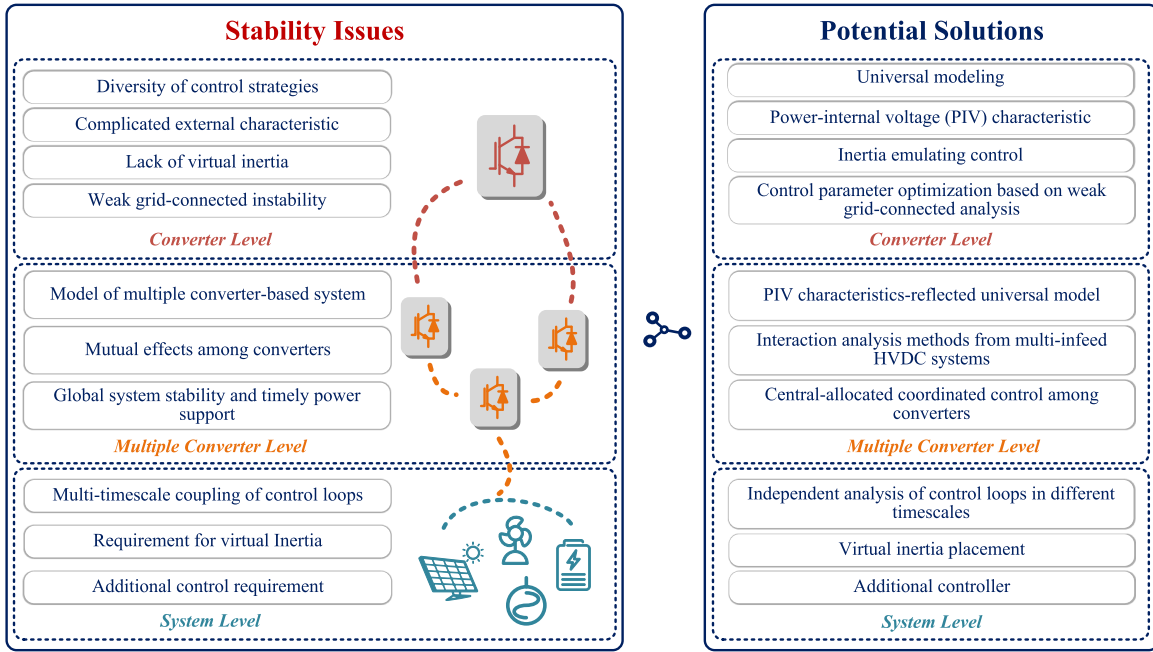 Stability Issues
Diversity of control strategies
Complicated external characteristic
Lack of virtual inertia
Weak grid-connected instability
Converter Level
Model of multiple converter-based system
Mutual effects among converters
Global system stability and timely power
support
Multiple Converter Level
Multi-timescale coupling of control loops
Requirement for virtual Inertia
Additional control requirement
System Level
Potential Solutions
Universal modeling
Power-internal voltage (PIV) characteristic
Inertia emulating control
Control parameter optimization based on weak
grid-connected analysis
Converter Level
PIV characteristics-reflected universal model
Interaction analysis methods from multi-infeed
HVDC systems
Central-allocated coordinated control among
converters
Multiple Converter Level
Independent analysis of control loops in different
timescales
Virtual inertia placement
Additional controller
System Level